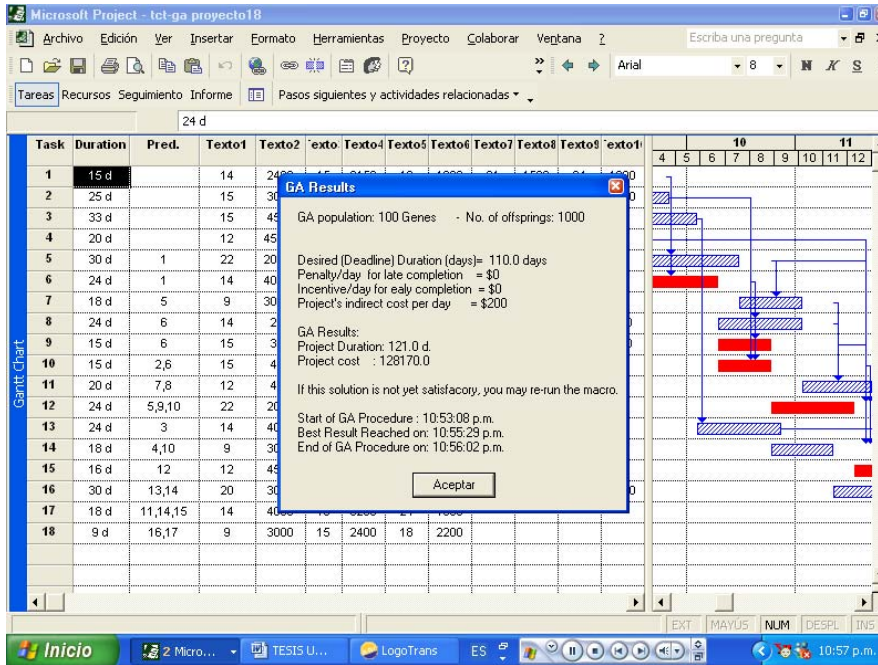 Microsoft Project - tct-ga proyecto18
Archivo Edición Ver Insertar Formato Herramientas Proyecto Colaborar Ventana ? Escriba una pregunta
Arial 8 N K S
Tareas Recursos Seguimiento Informe Pasos siguientes y actividades relacionadas
24 d
Task Duration Pred. Texto1 Texto2 Texto4 Texto5 Texto6 Texto7 Texto8 Texto9
10 11
4 5 6 7 8 9 10 11 12
1 15 d 14
2 25 d 15
3 33 d 15
4 20 d 12
5 30 d 1 22
6 24 d 1 14
7 18 d 5 9
8 24 d 6 14
9 15 d 6 15
10 15 d 2,6 15
11 20 d 7,8 12
12 24 d 5,9,10 22
13 24 d 3 14
14 18 d 4,10 9
15 16 d 12 12
16 30 d 13,14 20
17 18 d 11,14,15 14
18 9 d 16,17 9 3000 15 2400 18 2200
Gantt Chart
GA Results
GA population: 100 Genes - No. of offsprings: 1000
Desired (Deadline) Duration (days)= 110.0 days
Penalty/day for late completion = $0
Incentive/day for ealy completion = $0
Project's indirect cost per day = $200
GA Results:
Project Duration: 121.0 d.
Project cost : 128170.0
If this solution is not yet satisfacory, you may re-run the macro.
Start of GA Procedure : 10:53:08 p.m.
Best Result Reached on: 10:55:29 p.m.
End of GA Procedure on: 10:56:02 p.m.
Aceptar
EXT MAYÚS NUM DESPL INS
Inicio 2 Micro... TESIS U... LogoTrans ES 10:57 p.m.